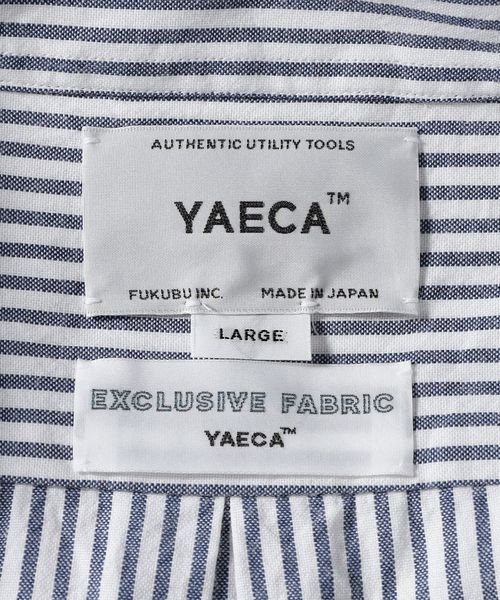 AUTHENTIC UTILITY TOOLS
YAECA™
FUKUBU INC. MADE IN JAPAN
LARGE
EXCLUSIVE FABRIC
YAECA™